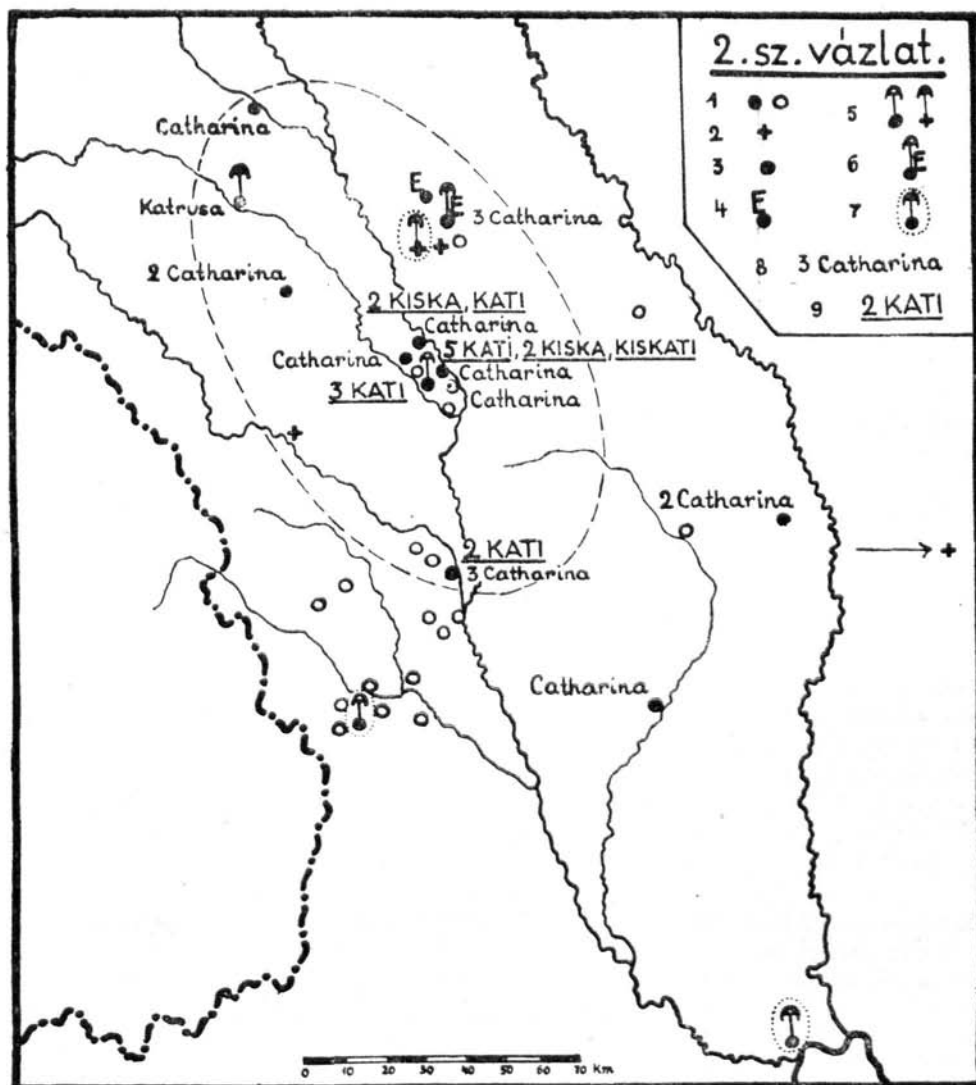 2. sz. vázlat.
1
5
2
3
6 E
4 E
7
8 3 Catharina
9 2 KATI
Catharina
Katrusa
E
E
3 Catharina
2 Catharina
2 KISKA, KATI
Catharina
Catharina
5 KATI, 2 KISKA, KISKATI
Catharina
3 KATI
Catharina
2 Catharina
2 KATI
3 Catharina
Catharina
0 10 20 30 40 50 60 70 Km